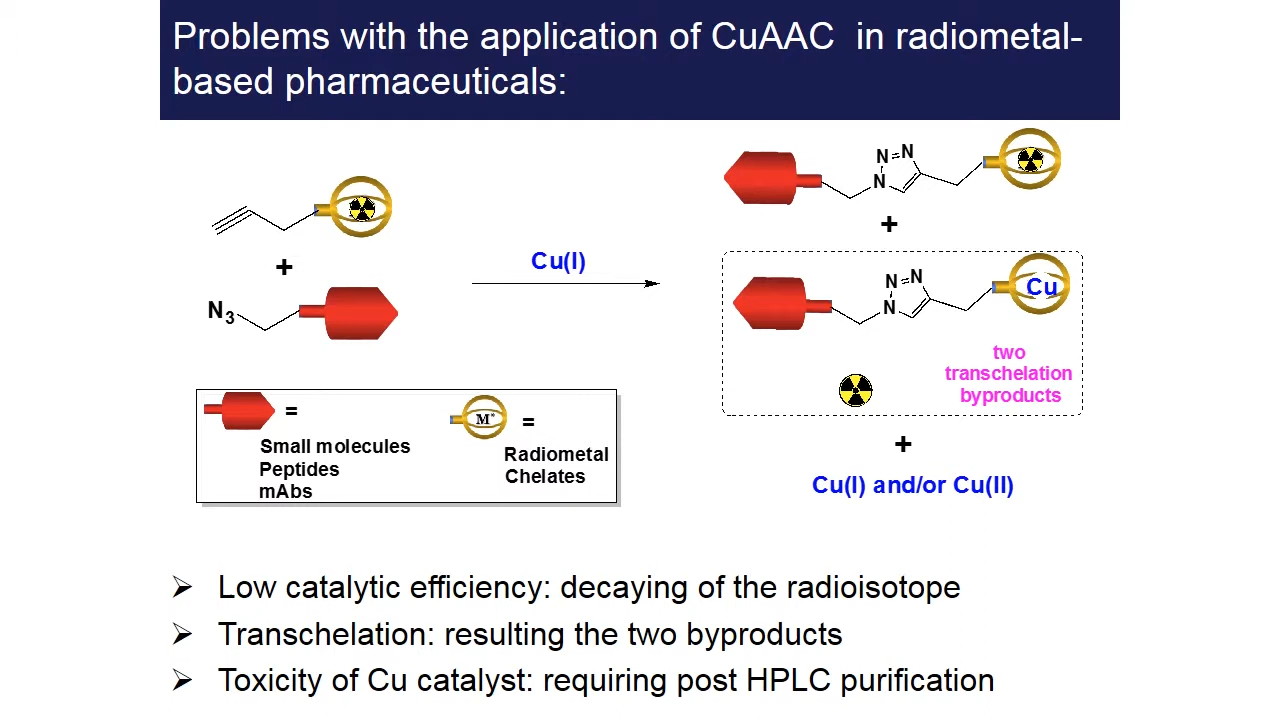 Problems with the application of CuAAC in radiometal-
based pharmaceuticals:
N=N
N
+
+
Cu(I)
N3
N=N
N
Cu
two
transchelation
byproducts
=
Small molecules
Peptides
mAbs
M*
=
Radiometal
Chelates
+
Cu(I) and/or Cu(II)
➢ Low catalytic efficiency: decaying of the radioisotope
➢ Transchelation: resulting the two byproducts
➢ Toxicity of Cu catalyst: requiring post HPLC purification